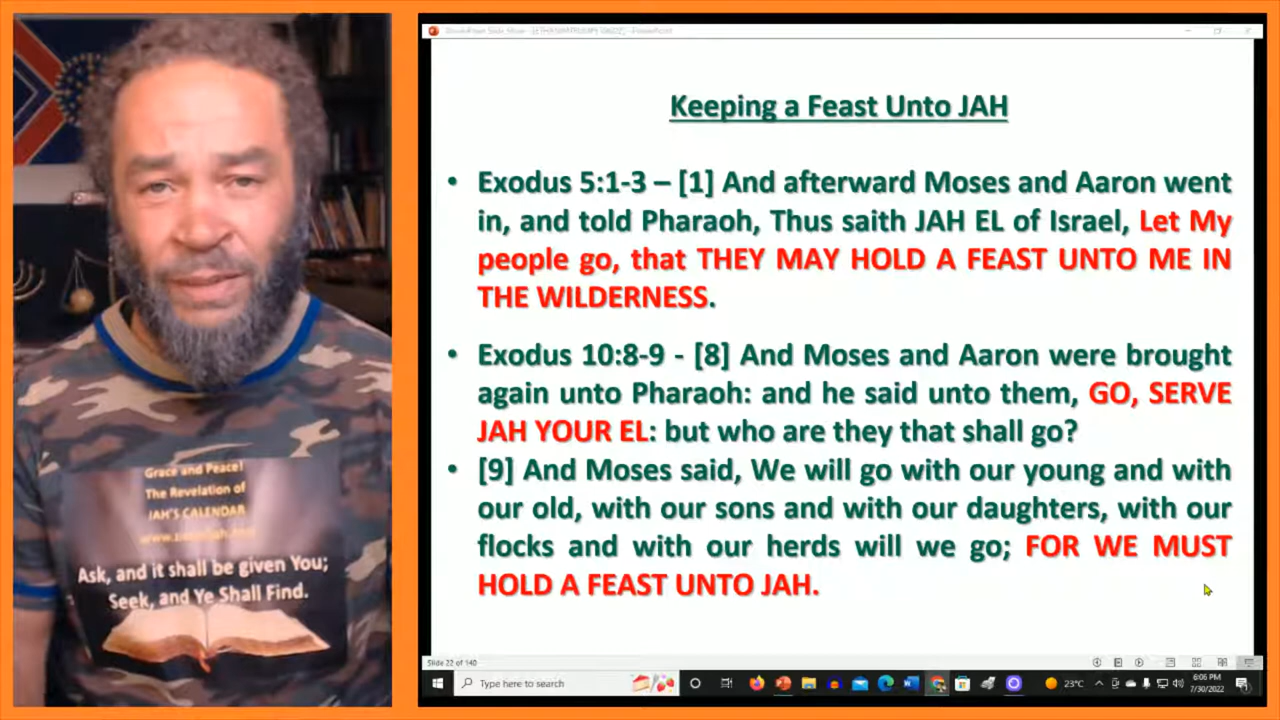 Grace and Peace!
The Revelation of
JAH'S CALENDAR
Ask, and it shall be given You;
Seek, and Ye Shall Find.
Keeping a Feast Unto JAH
• Exodus 5:1-3 – [1] And afterward Moses and Aaron went
in, and told Pharaoh, Thus saith JAH EL of Israel, Let My
people go, that THEY MAY HOLD A FEAST UNTO ME IN
THE WILDERNESS.
• Exodus 10:8-9 - [8] And Moses and Aaron were brought
again unto Pharaoh: and he said unto them, GO, SERVE
JAH YOUR EL: but who are they that shall go?
• [9] And Moses said, We will go with our young and with
our old, with our sons and with our daughters, with our
flocks and with our herds will we go; FOR WE MUST
HOLD A FEAST UNTO JAH.
Slide 22 of 140
Type here to search
23°C
6:06 PM
7/30/2022